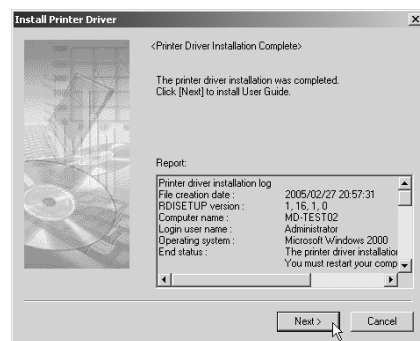 Install Printer Driver
<Printer Driver Installation Complete>
The printer driver installation was completed.
Click [Next] to install User Guide.
Report:
Printer driver installation log
File creation date : 2005/02/27 20:57:31
RDISETUP version : 1, 16, 1, 0
Computer name : MD-TEST02
Login user name : Administrator
Operating system : Microsoft Windows 2000
End status : The printer driver installation
You must restart your comp
Next >
Cancel